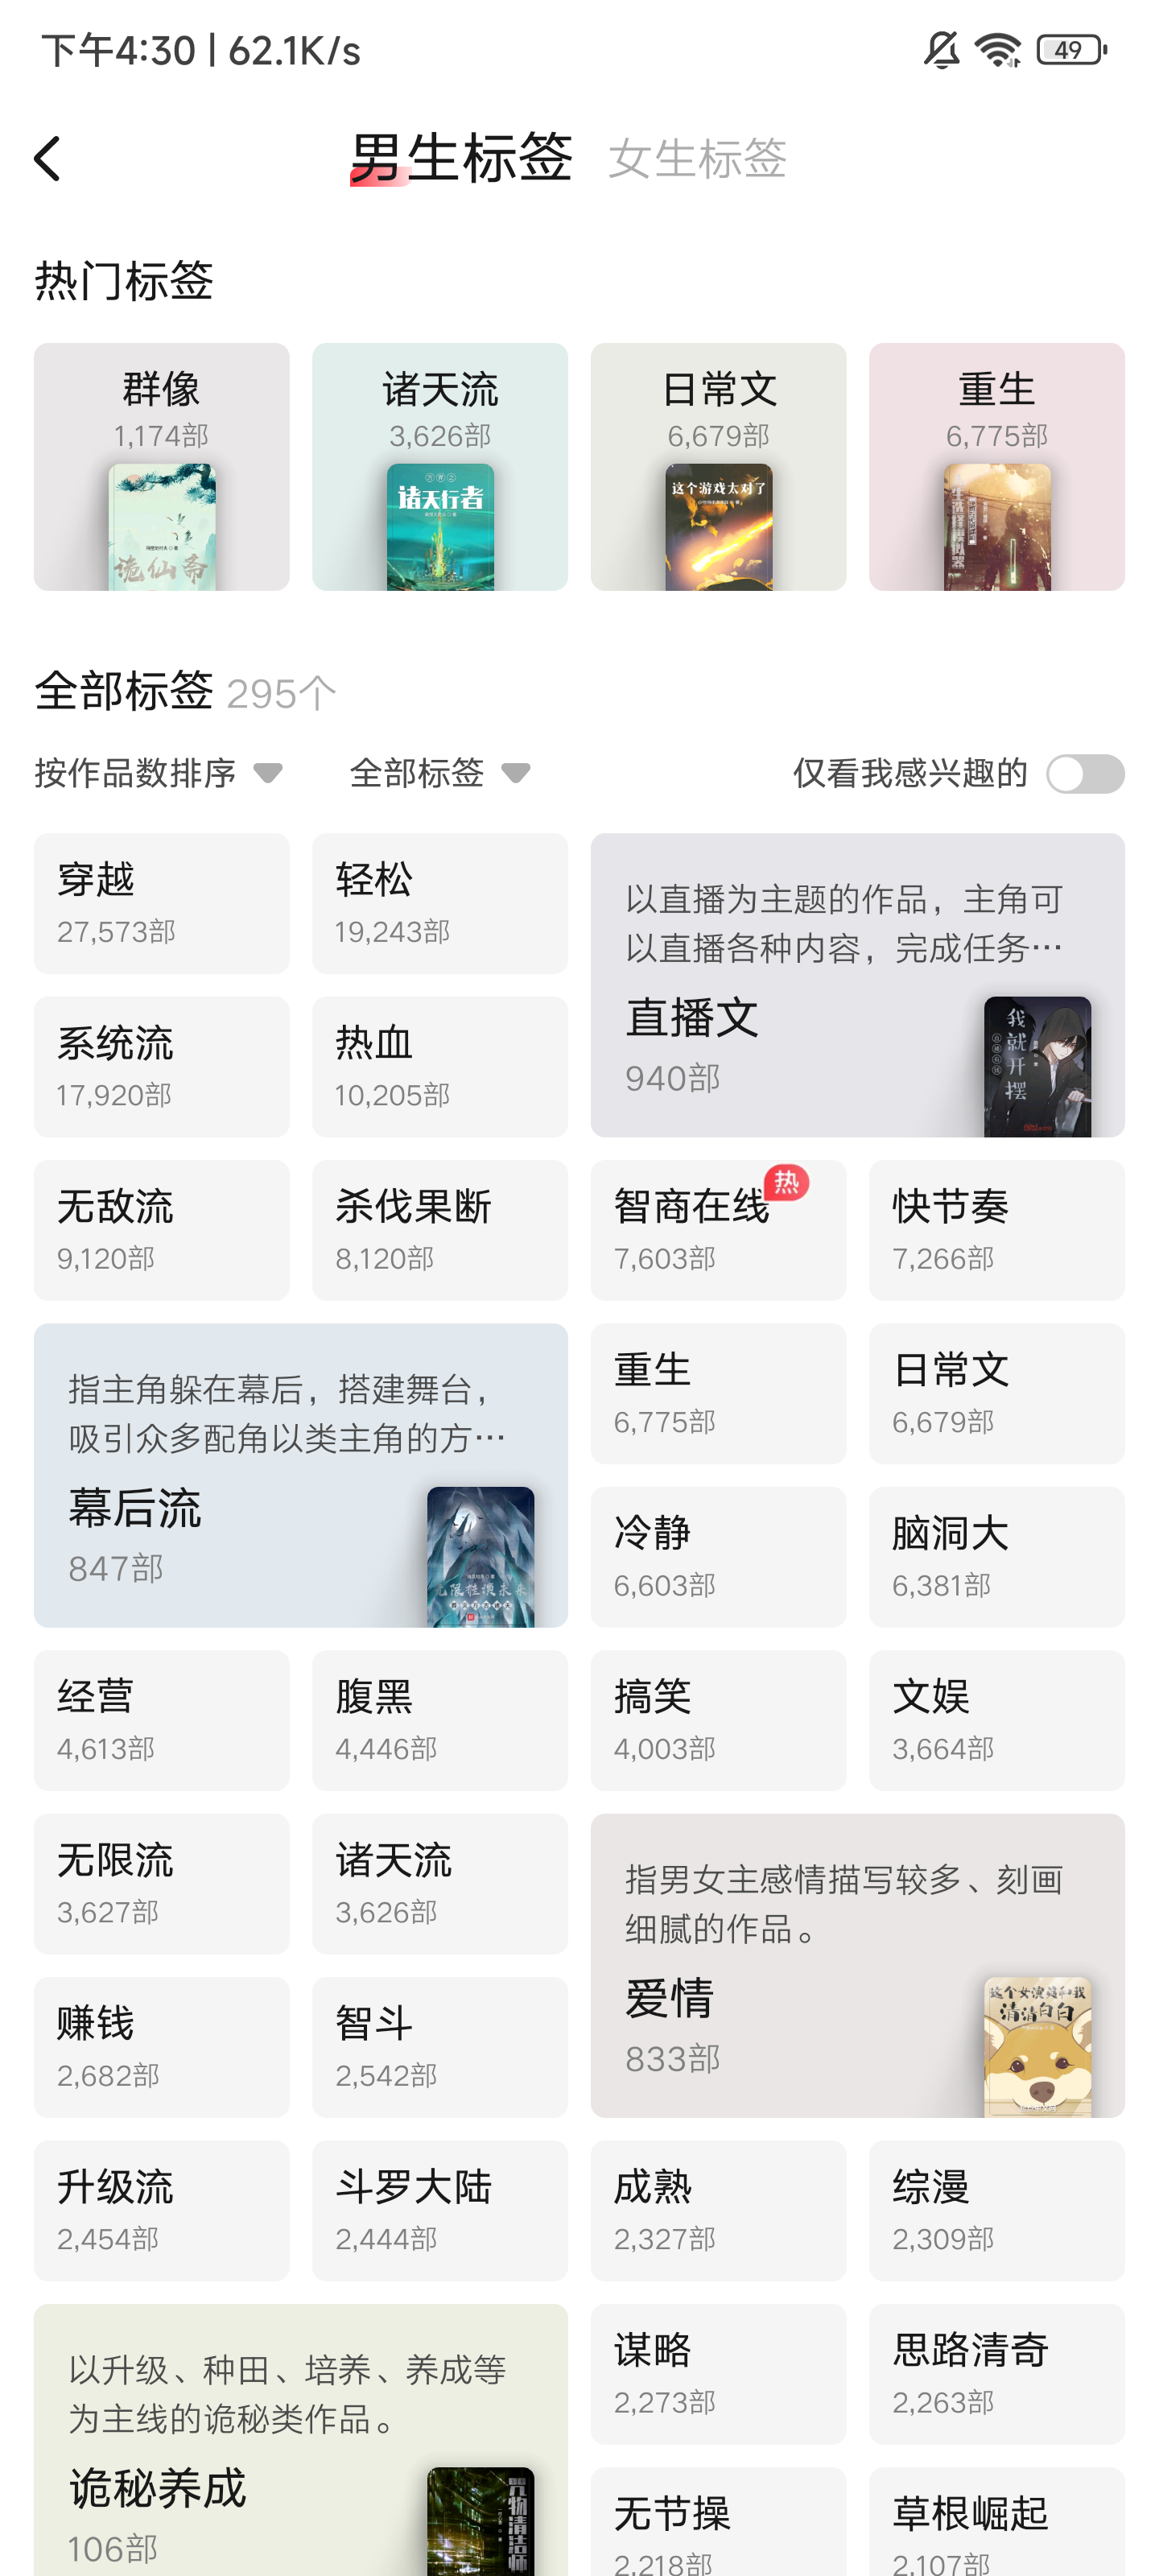 下午4:30 | 62.1K/s
49
男生标签 女生标签
热门标签
群像
1,174部
诡仙斋
诸天流
3,626部
诸天行者
日常文
6,679部
这个游戏太对了
重生
6,775部
全部标签 295个
按作品数排序 全部标签 仅看我感兴趣的
穿越
27,573部
轻松
19,243部
以直播为主题的作品，主角可
以直播各种内容，完成任务…
直播文
940部
我就开摆
系统流
17,920部
热血
10,205部
无敌流
9,120部
杀伐果断
8,120部
智商在线
热
7,603部
快节奏
7,266部
指主角躲在幕后，搭建舞台，
吸引众多配角以类主角的方…
幕后流
847部
重生
6,775部
日常文
6,679部
冷静
6,603部
脑洞大
6,381部
经营
4,613部
腹黑
4,446部
搞笑
4,003部
文娱
3,664部
无限流
3,627部
诸天流
3,626部
指男女主感情描写较多、刻画
细腻的作品。
爱情
833部
这个女演员和我
清清白白
赚钱
2,682部
智斗
2,542部
升级流
2,454部
斗罗大陆
2,444部
成熟
2,327部
综漫
2,309部
以升级、种田、培养、养成等
为主线的诡秘类作品。
诡秘养成
106部
谋略
2,273部
思路清奇
2,263部
无节操
2,218部
草根崛起
2,107部